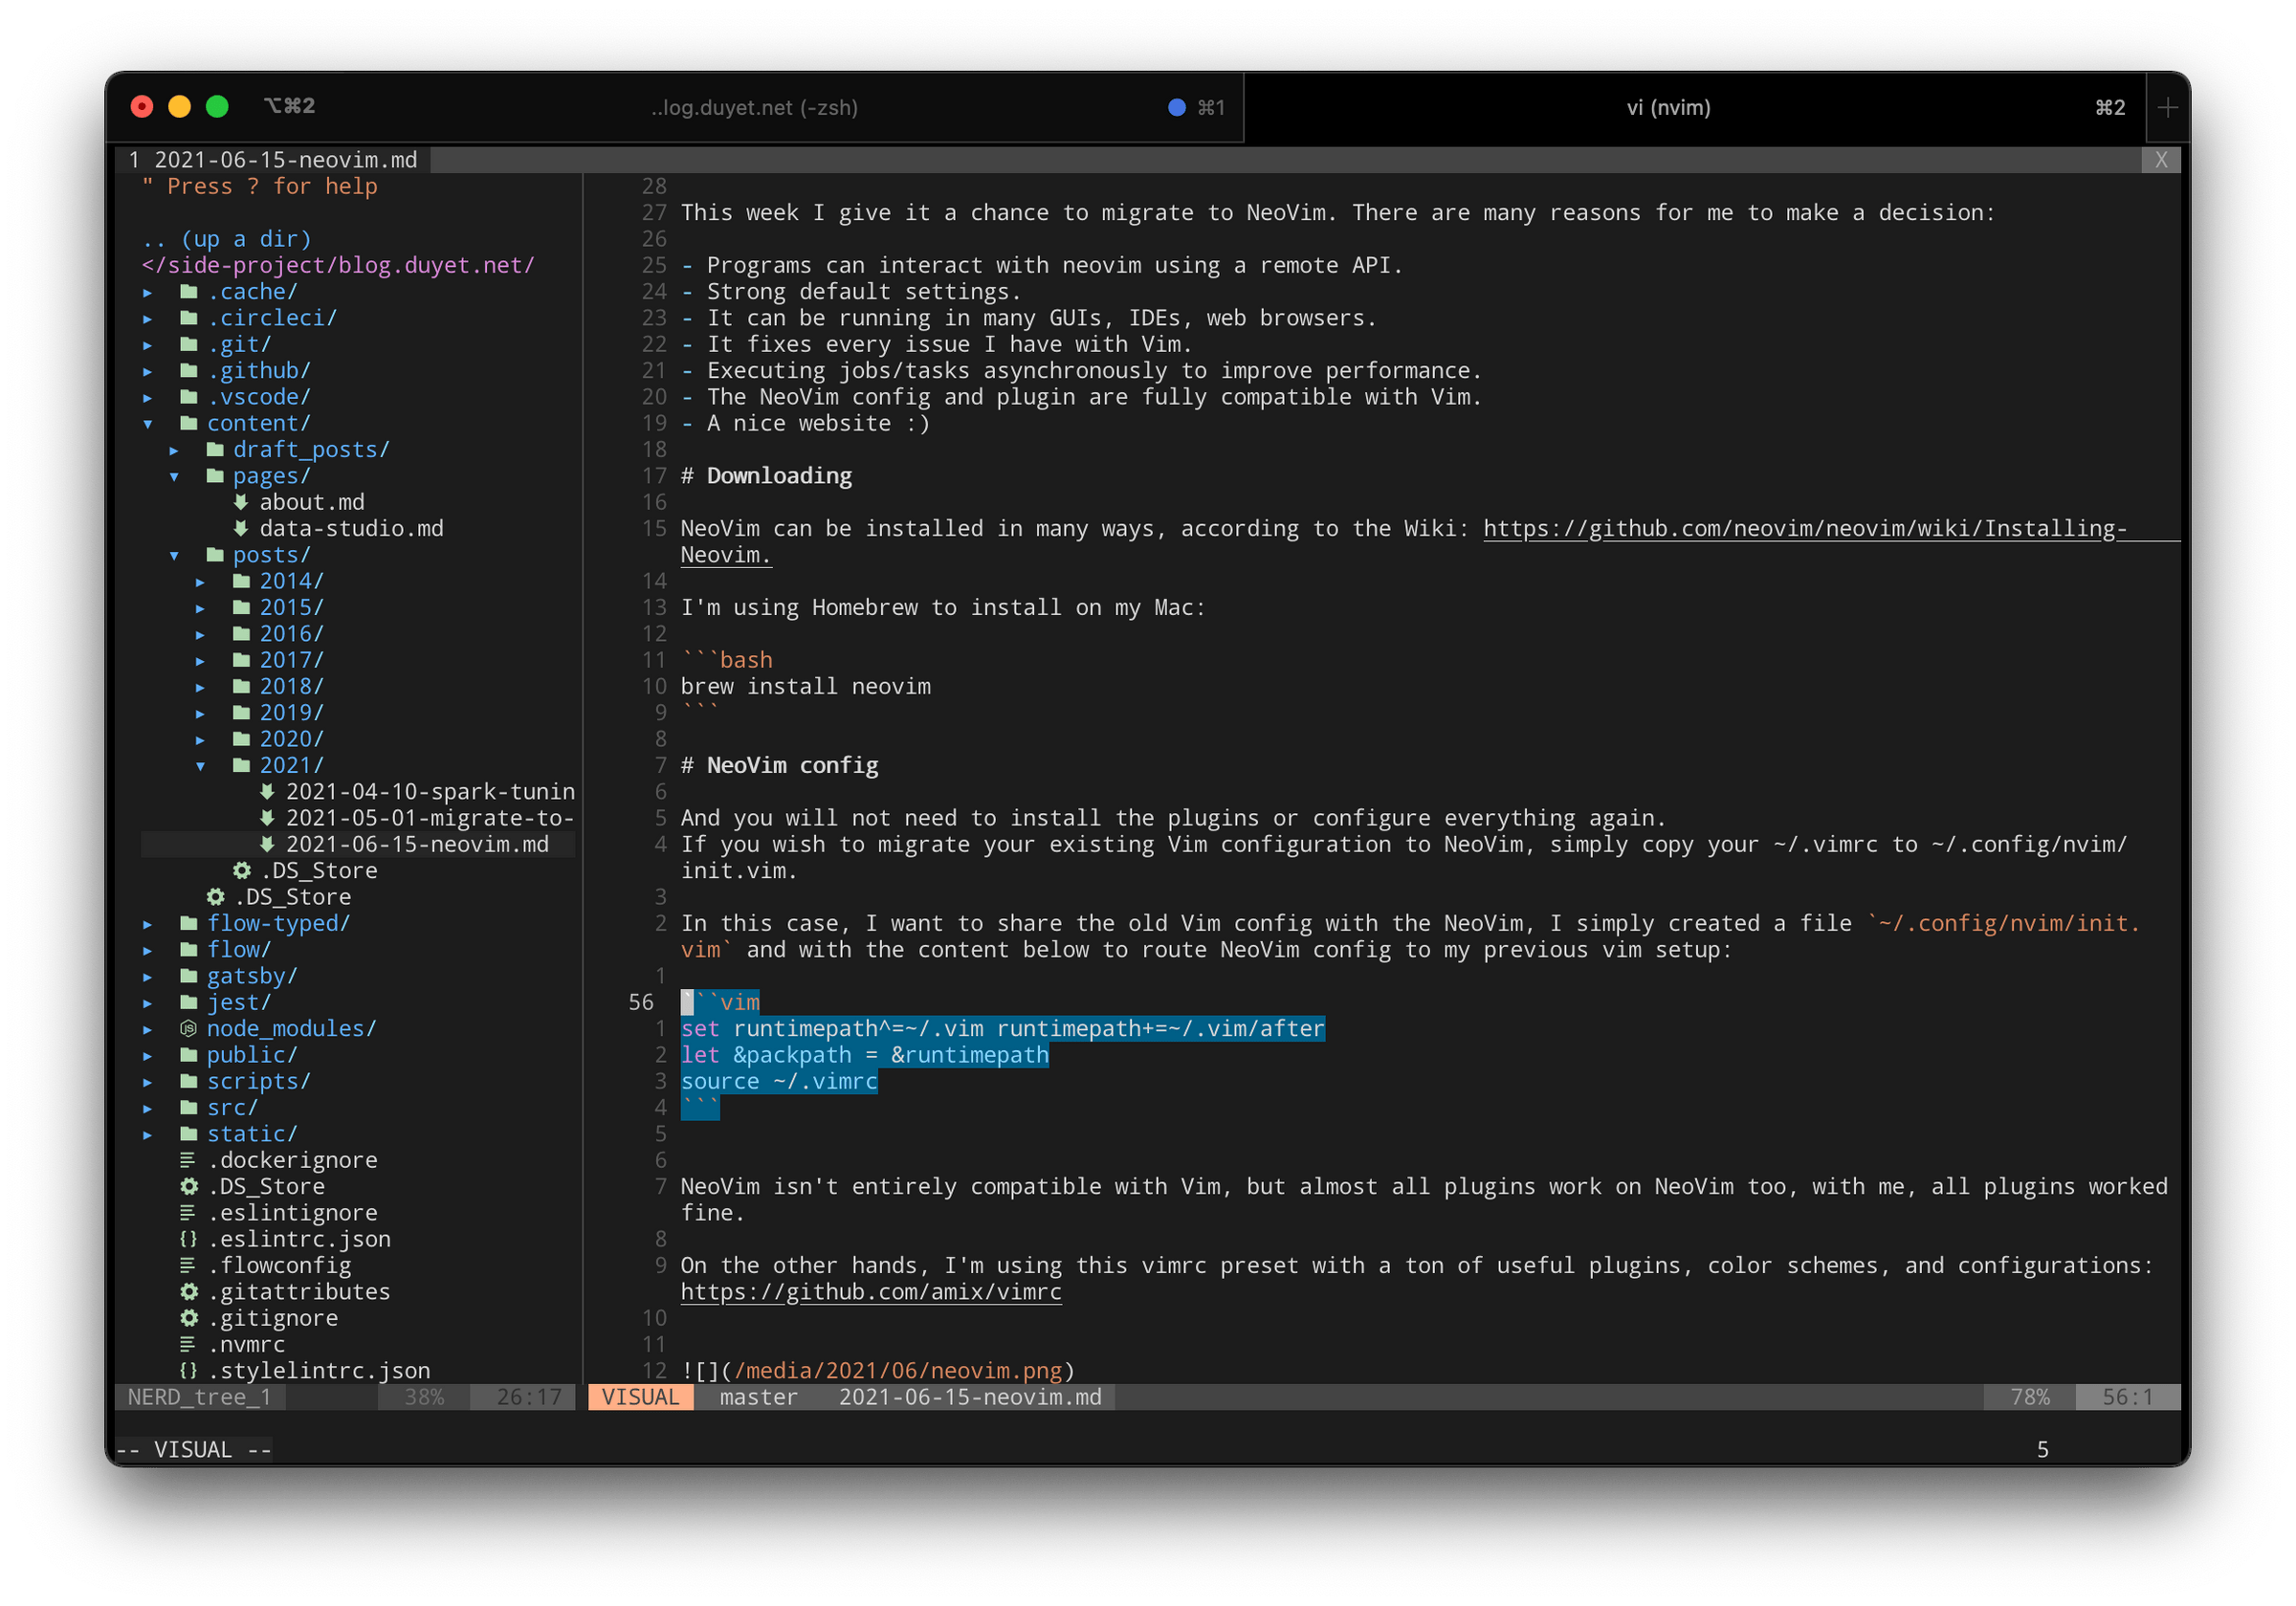 ⌥⌘2
..log.duyet.net (-zsh)
⌘1
vi (nvim)
⌘2
+
1 2021-06-15-neovim.md
X
" Press ? for help
.. (up a dir)
</side-project/blog.duyet.net/
▸ .cache/
▸ .circleci/
▸ .git/
▸ .github/
▸ .vscode/
▾ content/
▸ draft_posts/
▾ pages/
about.md
data-studio.md
▾ posts/
▸ 2014/
▸ 2015/
▸ 2016/
▸ 2017/
▸ 2018/
▸ 2019/
▸ 2020/
▾ 2021/
2021-04-10-spark-tunin
2021-05-01-migrate-to-
2021-06-15-neovim.md
.DS_Store
.DS_Store
▸ flow-typed/
▸ flow/
▸ gatsby/
▸ jest/
▸ node_modules/
▸ public/
▸ scripts/
▸ src/
▸ static/
.dockerignore
.DS_Store
.eslintignore
{} .eslintrc.json
.flowconfig
.gitattributes
.gitignore
.nvmrc
{} .stylelintrc.json
NERD_tree_1 38% 26:17
28
27 This week I give it a chance to migrate to NeoVim. There are many reasons for me to make a decision:
26
25 - Programs can interact with neovim using a remote API.
24 - Strong default settings.
23 - It can be running in many GUIs, IDEs, web browsers.
22 - It fixes every issue I have with Vim.
21 - Executing jobs/tasks asynchronously to improve performance.
20 - The NeoVim config and plugin are fully compatible with Vim.
19 - A nice website :)
18
17 # Downloading
16
15 NeoVim can be installed in many ways, according to the Wiki: https://github.com/neovim/neovim/wiki/Installing-
Neovim.
14
13 I'm using Homebrew to install on my Mac:
12
11 ```bash
10 brew install neovim
9 ```
8
7 # NeoVim config
6
5 And you will not need to install the plugins or configure everything again.
4 If you wish to migrate your existing Vim configuration to NeoVim, simply copy your ~/.vimrc to ~/.config/nvim/
init.vim.
3
2 In this case, I want to share the old Vim config with the NeoVim, I simply created a file `~/.config/nvim/init.
vim` and with the content below to route NeoVim config to my previous vim setup:
1
56 ```vim
1 set runtimepath^=~/.vim runtimepath+=~/.vim/after
2 let &packpath = &runtimepath
3 source ~/.vimrc
4 ```
5
6
7 NeoVim isn't entirely compatible with Vim, but almost all plugins work on NeoVim too, with me, all plugins worked
fine.
8
9 On the other hands, I'm using this vimrc preset with a ton of useful plugins, color schemes, and configurations:
https://github.com/amix/vimrc
10
11
12 ![](/media/2021/06/neovim.png)
VISUAL master 2021-06-15-neovim.md 78% 56:1
-- VISUAL -- 5